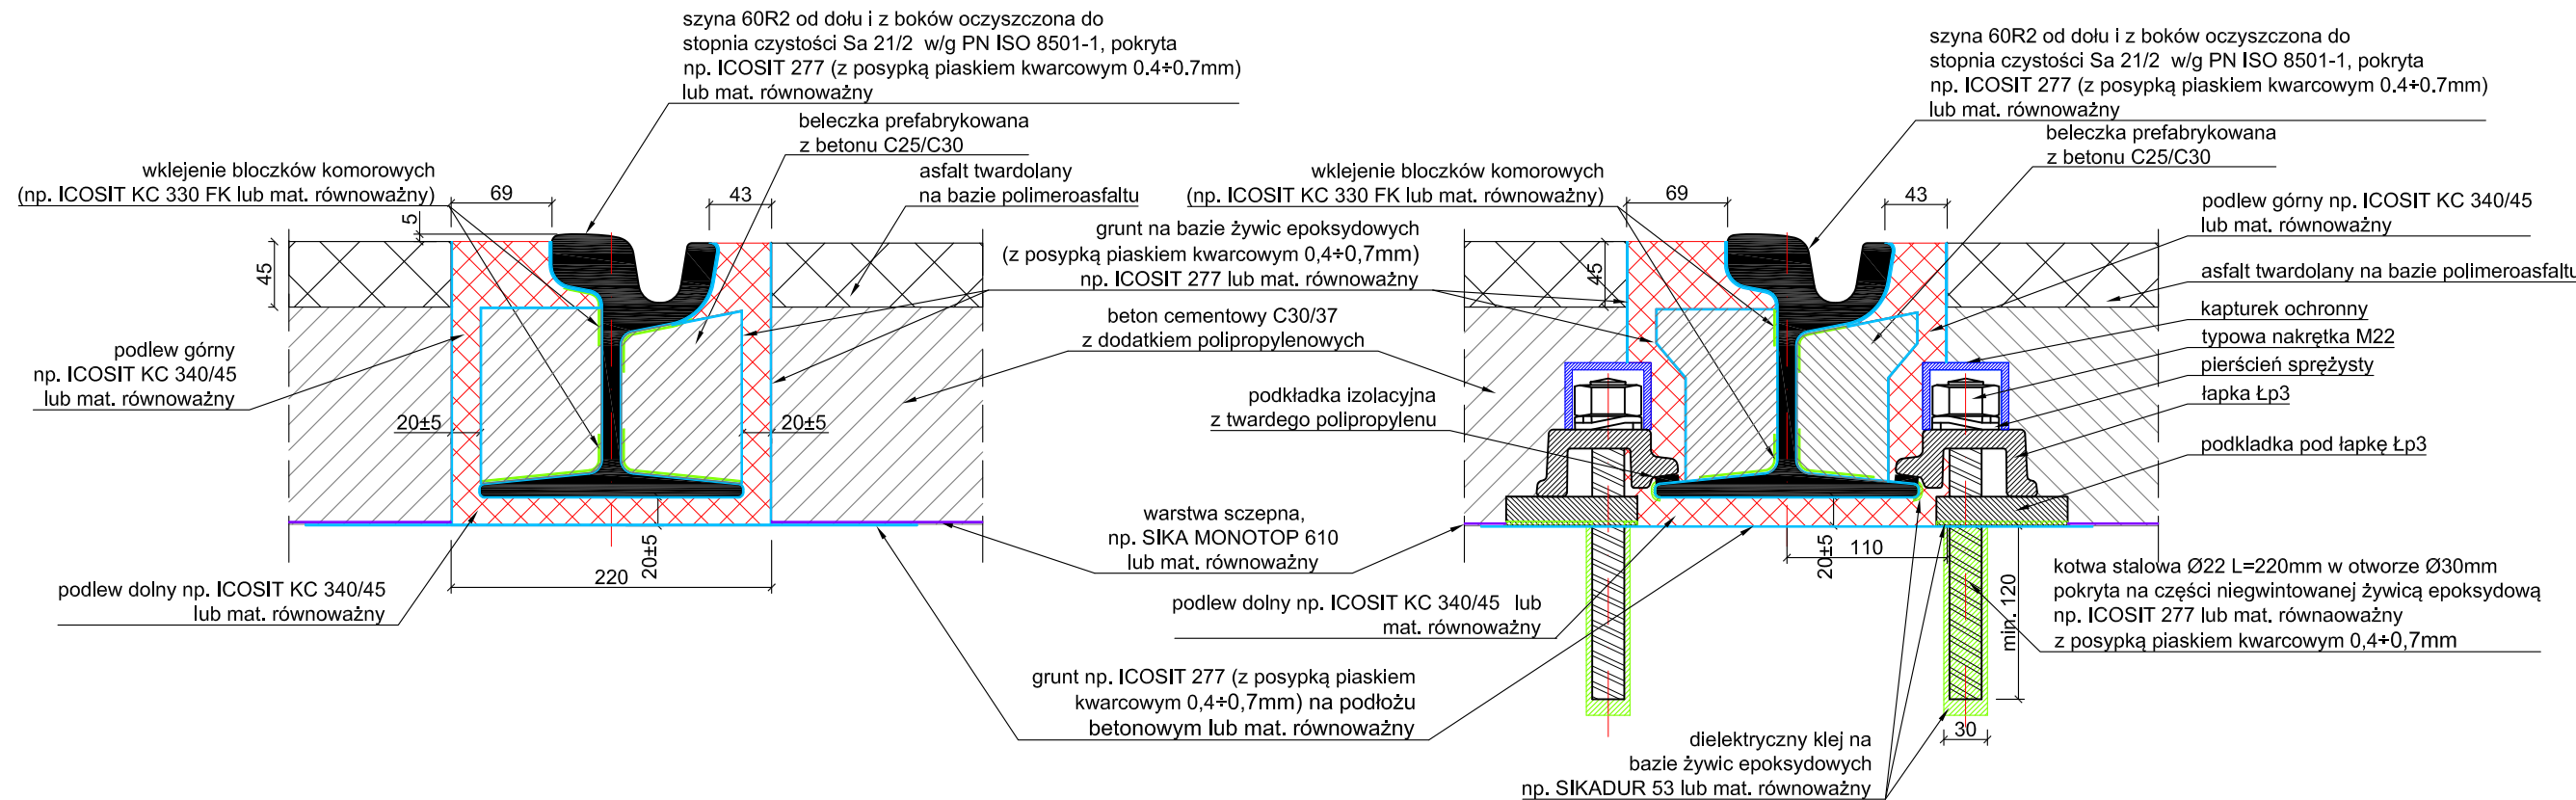 szyna 60R2 od dołu i z boków oczyszczona do
stopnia czystości Sa 21/2 w/g PN ISO 8501-1, pokryta
np. ICOSIT 277 (z posypką piaskiem kwarcowym 0.4÷0.7mm)
lub mat. równoważny
beleczka prefabrykowana
z betonu C25/C30
wklejenie bloczków komorowych
(np. ICOSIT KC 330 FK lub mat. równoważny)
asfalt twardolany
na bazie polimeroasfaltu
69
43
5
45
podlew górny
np. ICOSIT KC 340/45
lub mat. równoważny
20±5
20±5
20±5
220
podlew dolny np. ICOSIT KC 340/45
lub mat. równoważny
grunt na bazie żywic epoksydowych
(z posypką piaskiem kwarcowym 0,4÷0,7mm)
np. ICOSIT 277 lub mat. równoważny
beton cementowy C30/37
z dodatkiem polipropylenowych
podkładka izolacyjna
z twardego polipropylenu
warstwa sczepna,
np. SIKA MONOTOP 610
lub mat. równoważny
podlew dolny np. ICOSIT KC 340/45 lub
mat. równoważny
grunt np. ICOSIT 277 (z posypką piaskiem
kwarcowym 0,4÷0,7mm) na podłożu
betonowym lub mat. równoważny
wklejenie bloczków komorowych
(np. ICOSIT KC 330 FK lub mat. równoważny)
szyna 60R2 od dołu i z boków oczyszczona do
stopnia czystości Sa 21/2 w/g PN ISO 8501-1, pokryta
np. ICOSIT 277 (z posypką piaskiem kwarcowym 0.4÷0.7mm)
lub mat. równoważny
beleczka prefabrykowana
z betonu C25/C30
69
43
45
podlew górny np. ICOSIT KC 340/45
lub mat. równoważny
asfalt twardolany na bazie polimeroasfaltu
kapturek ochronny
typowa nakrętka M22
pierścień sprężysty
łapka Łp3
podkladka pod łapkę Łp3
20±5
110
min. 120
30
kotwa stalowa Ø22 L=220mm w otworze Ø30mm
pokryta na części niegwintowanej żywicą epoksydową
np. ICOSIT 277 lub mat. równaoważny
z posypką piaskiem kwarcowym 0,4÷0,7mm
dielektryczny klej na
bazie żywic epoksydowych
np. SIKADUR 53 lub mat. równoważny